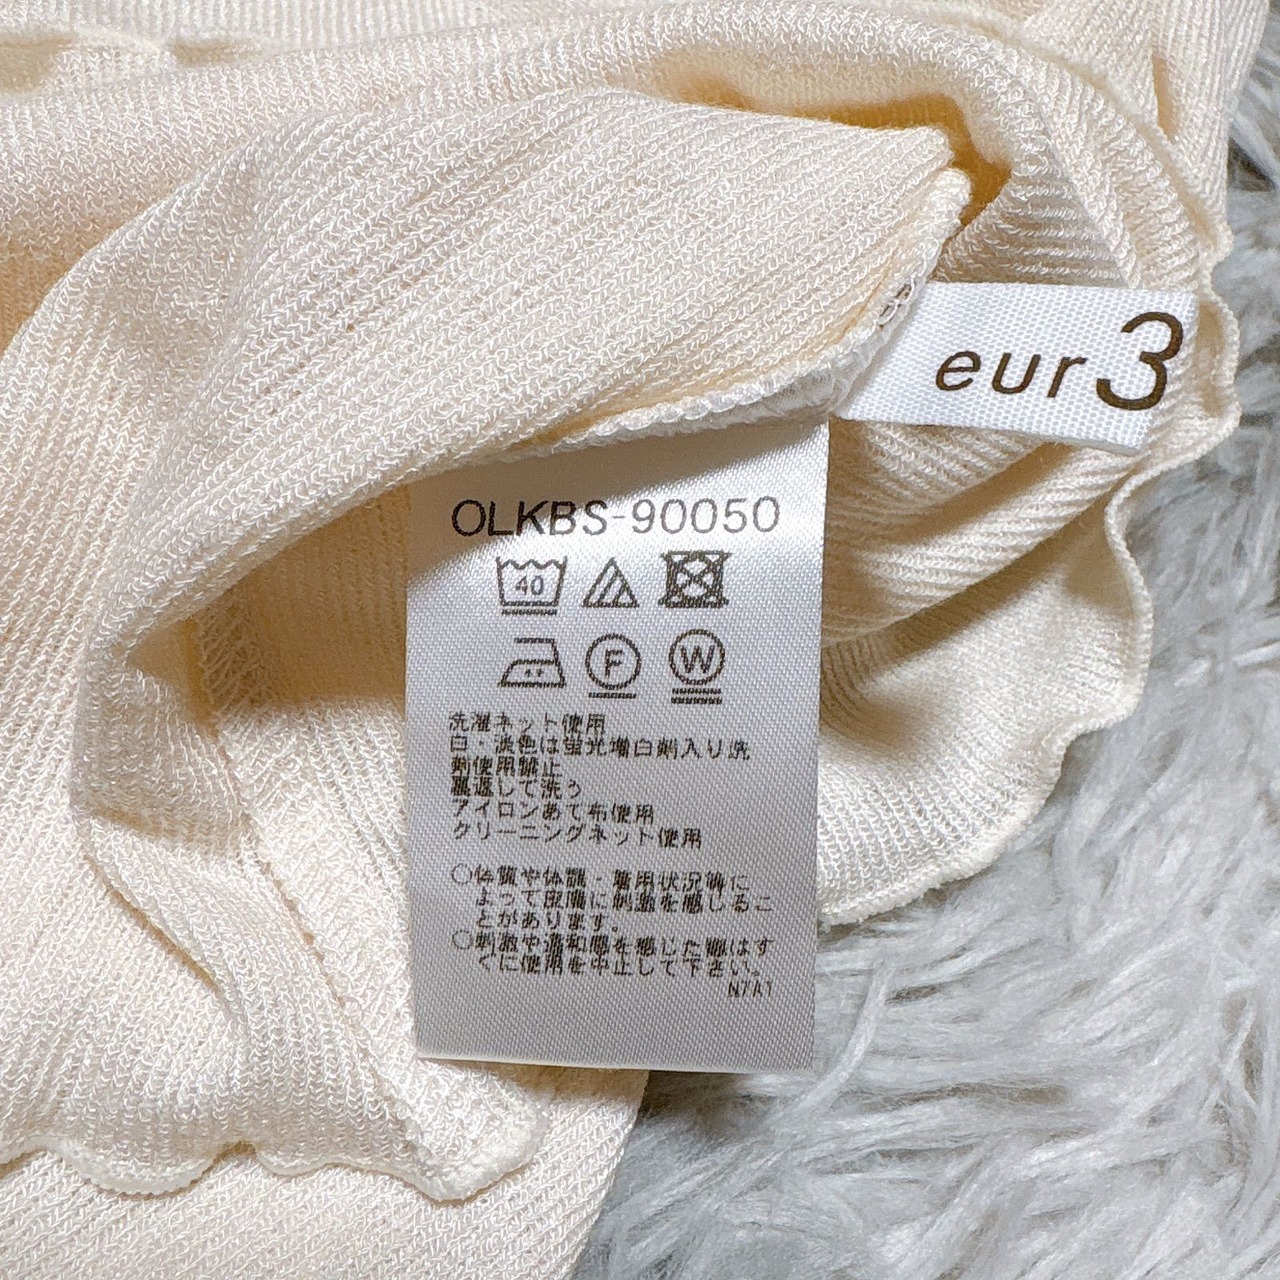 eur3
OLKBS-90050
40
F W
洗濯ネット使用
白・淡色は蛍光増白剤入り洗
剤使用禁止
裏返して洗う
アイロンあて布使用
クリーニングネット使用
○体質や体調・着用状況等に
よって皮膚に刺激を感じるこ
とがあります。
○刺激や違和感を感じた際はす
ぐに使用を中止して下さい。
N7A1